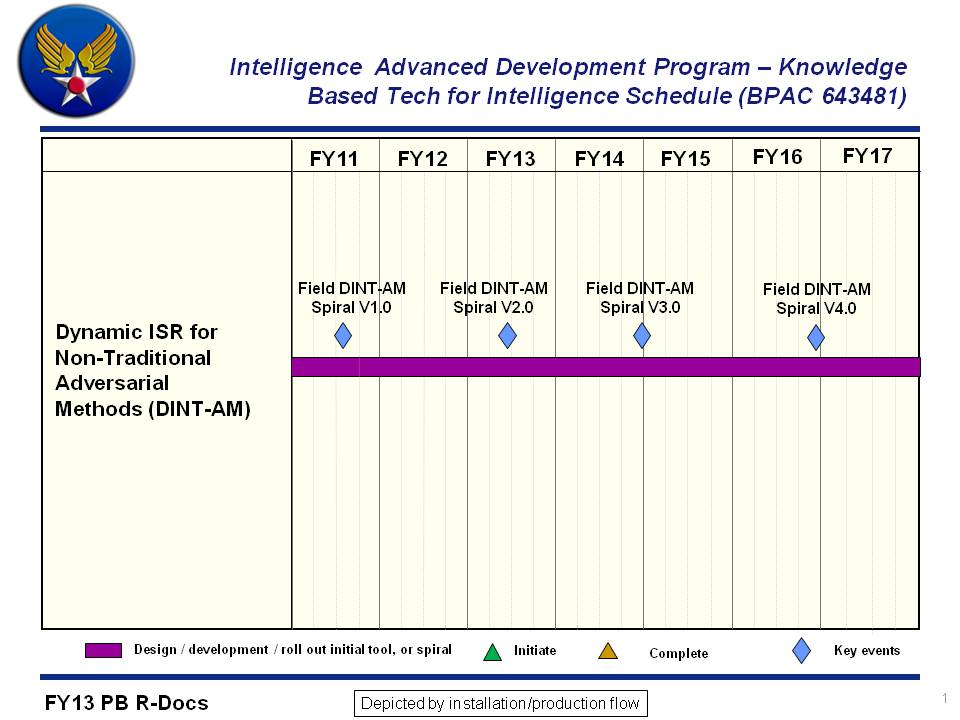 Intelligence Advanced Development Program – Knowledge
Based Tech for Intelligence Schedule (BPAC 643481)
FY11 FY12 FY13 FY14 FY15 FY16 FY17
Field DINT-AM Field DINT-AM Field DINT-AM Field DINT-AM
Spiral V1.0 Spiral V2.0 Spiral V3.0 Spiral V4.0
Dynamic ISR for
Non-Traditional
Adversarial
Methods (DINT-AM)
Design / development / roll out initial tool, or spiral Initiate Complete Key events
FY13 PB R-Docs Depicted by installation/production flow 1